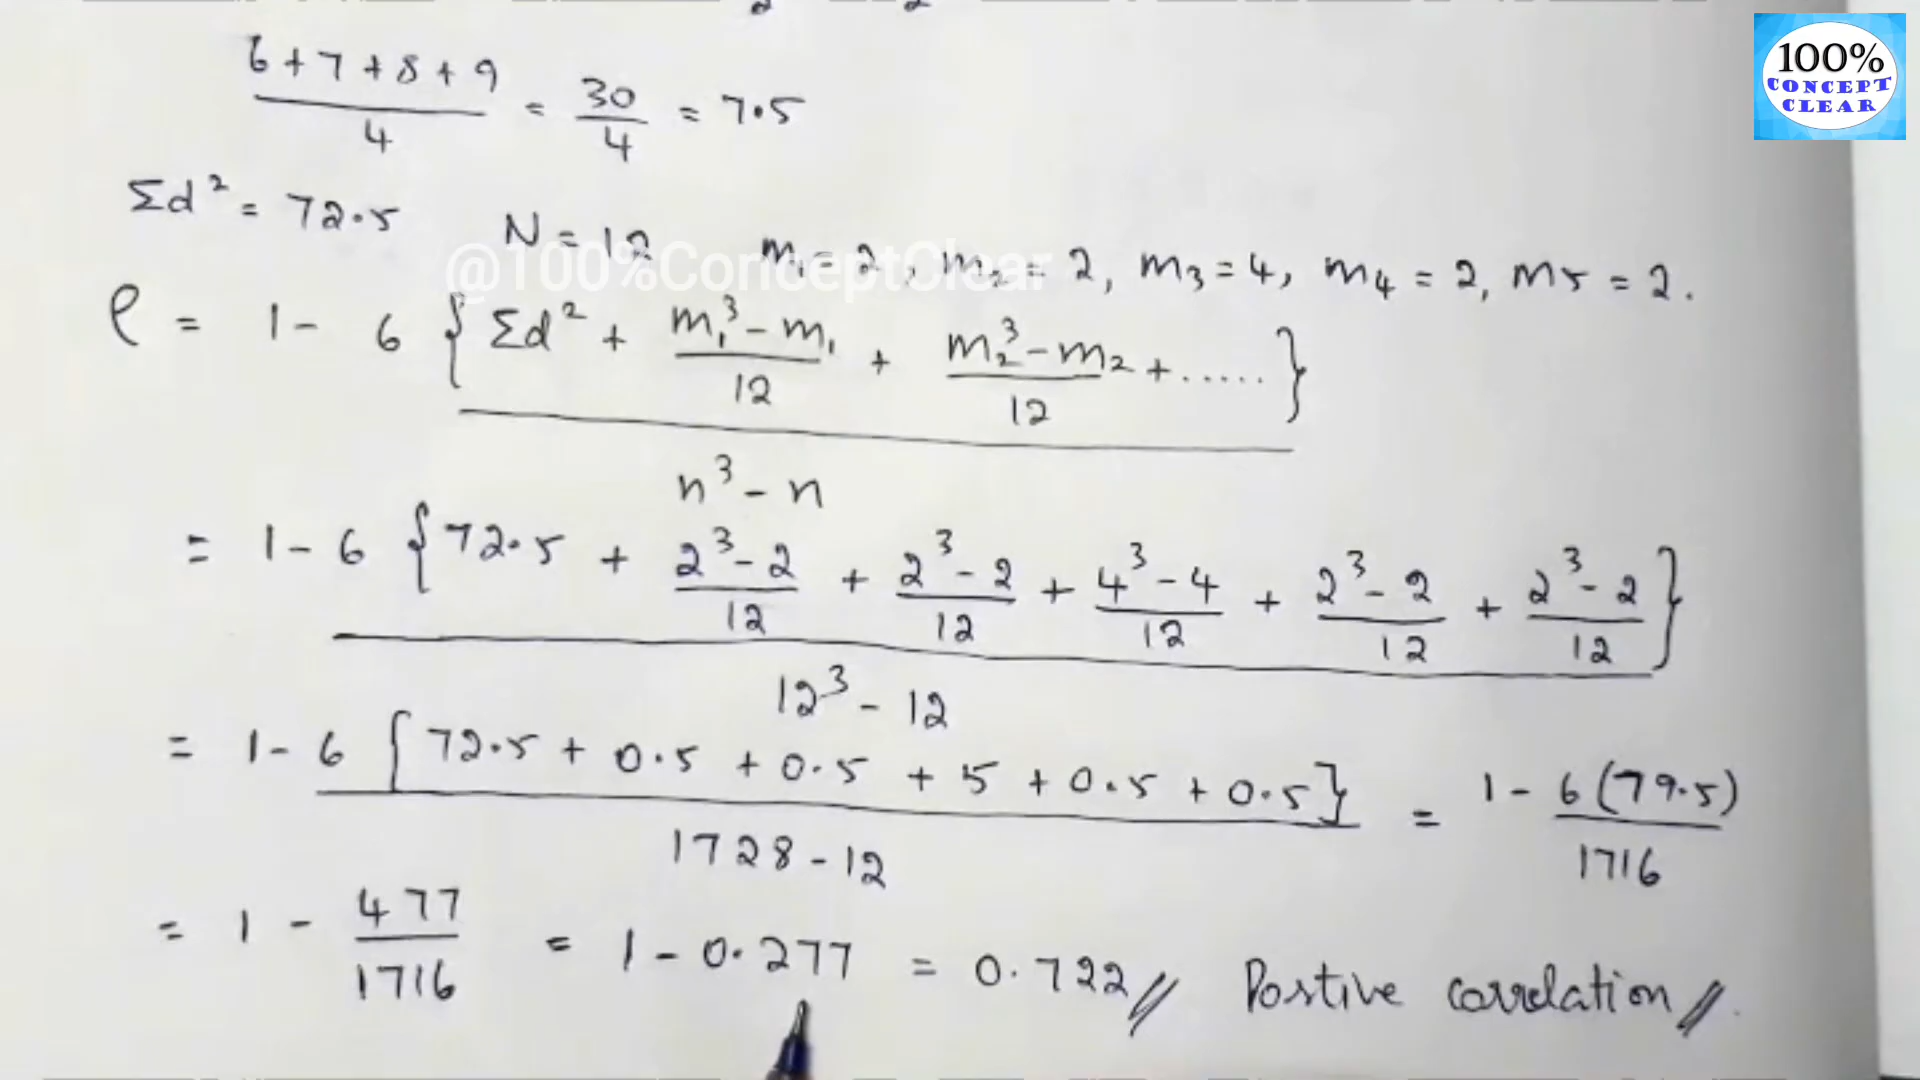 100%
CONCEPT
CLEAR
6+7+8+9 / 4 = 30/4 = 7.5
Σd² = 72.5 N = 12 m₁ = 2, m₂ = 2, m₃ = 4, m₄ = 2, m5 = 2.
@100%ConceptClear
ρ = 1 - 6 {Σd² + m₁³ - m₁ / 12 + m₂³ - m₂ / 12 + ......}
n³ - n
= 1 - 6 {72.5 + 2³ - 2 / 12 + 2³ - 2 / 12 + 4³ - 4 / 12 + 2³ - 2 / 12 + 2³ - 2 / 12}
12³ - 12
= 1 - 6 [72.5 + 0.5 + 0.5 + 5 + 0.5 + 0.5} = 1 - 6(79.5) / 1716
1728 - 12
= 1 - 477 / 1716 = 1 - 0.277 = 0.722 // Postive correlation //.